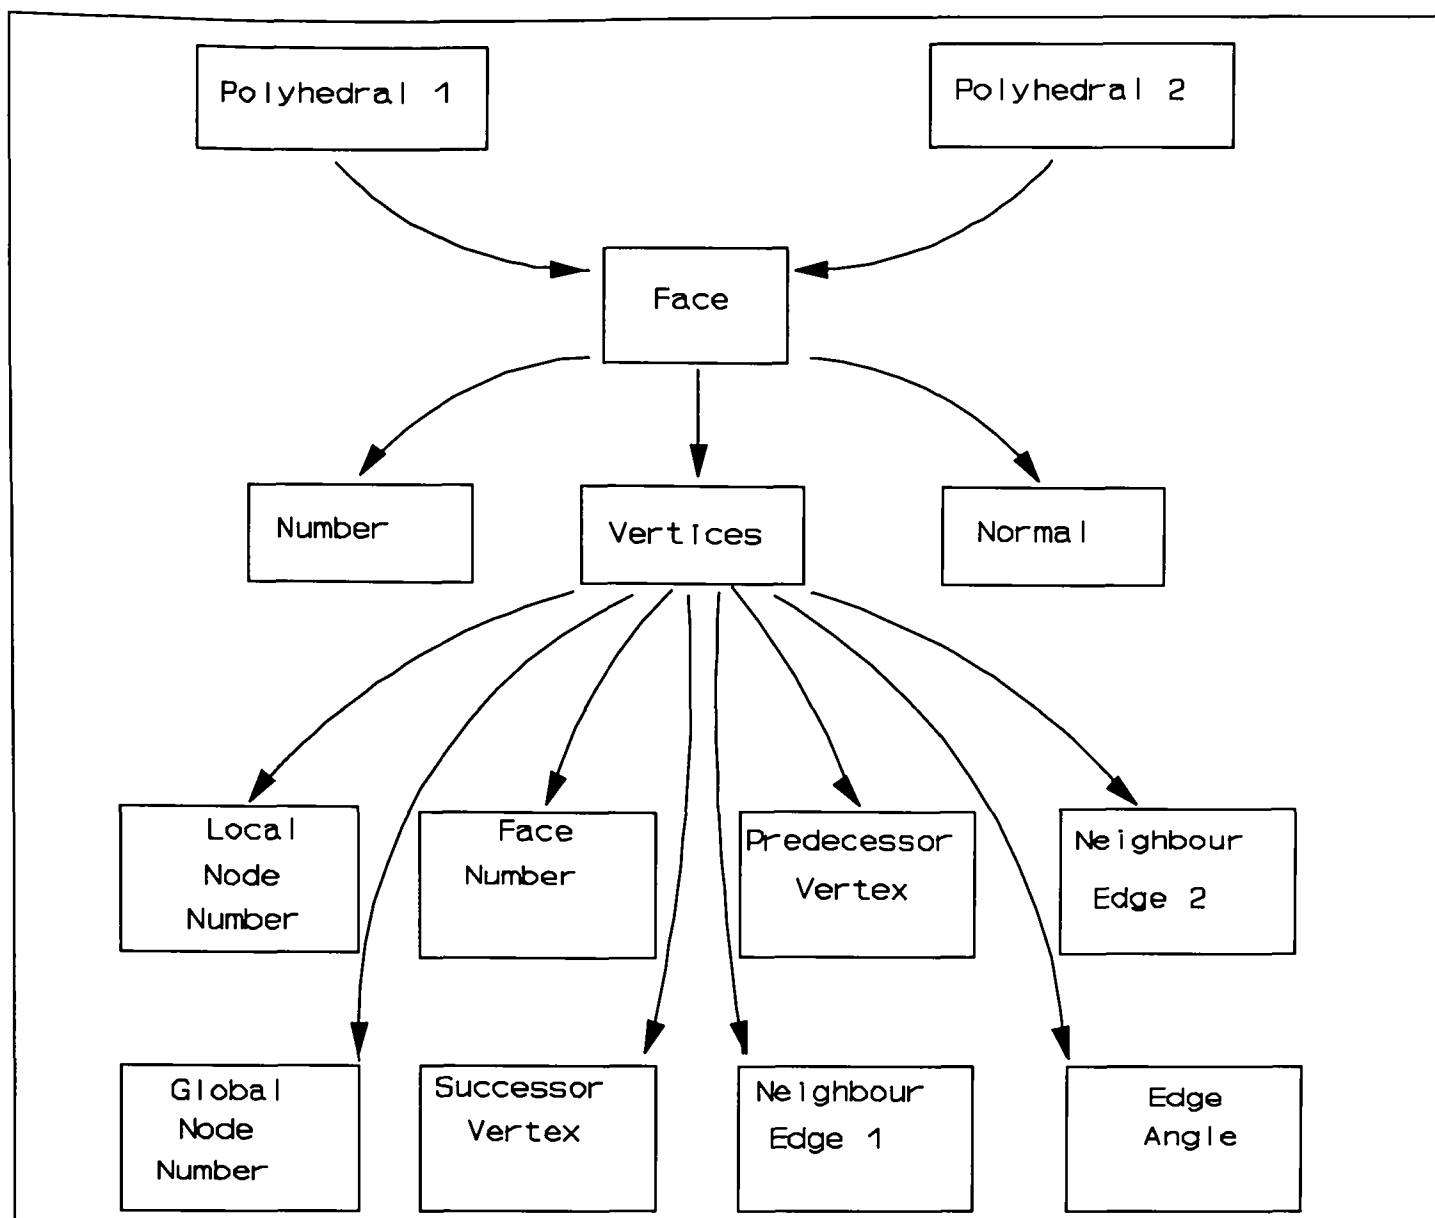 Polyhedral 1
Polyhedral 2
Face
Number
Vertices
Normal
Local
Node
Number
Face
Number
Predecessor
Vertex
Neighbour
Edge 2
Global
Node
Number
Successor
Vertex
Neighbour
Edge 1
Edge
Angle